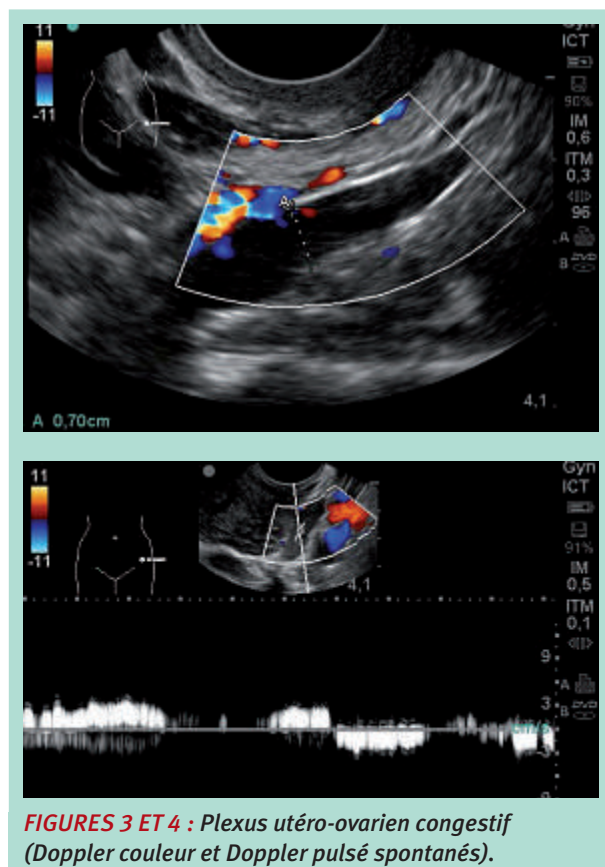 11
-11
Gyn
ICT
90%
IM
0,6
ITM
0,3
96
A
B
A
4,1
A 0,70cm
11
-11
Gyn
ICT
91%
IM
0,5
ITM
0,1
4,1
9
A
3
B
cm/s
-3
FIGURES 3 ET 4 : Plexus utéro-ovarien congestif
(Doppler couleur et Doppler pulsé spontanés).